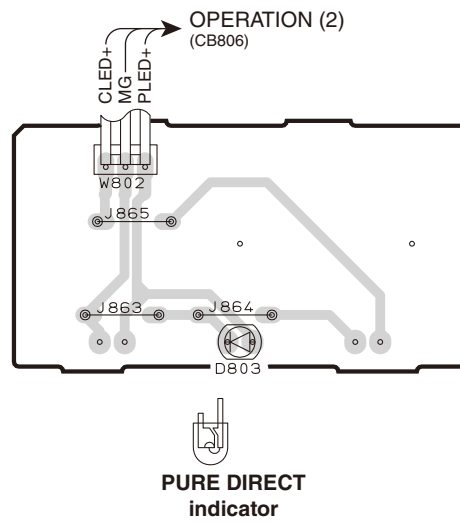 OPERATION (2)
(CB806)
CLED+
MG
PLED+
W802
J865
J863
J864
D803
PURE DIRECT
indicator